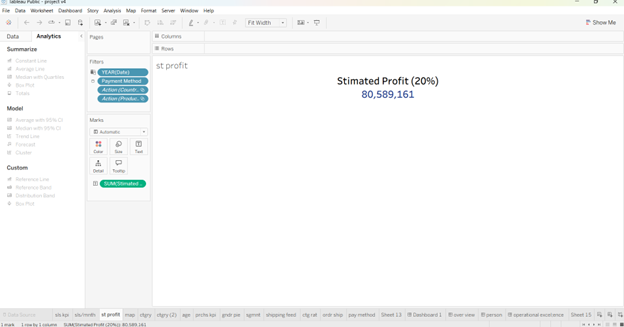 Tableau Public - project v4
File Data Worksheet Dashboard Story Analysis Map Format Server Window Help
Fit Width
Show Me
Data Analytics
Pages
Columns
Rows
Summarize
Constant Line
Average Line
Median with Quartiles
Box Plot
Totals
Model
Average with 95% CI
Median with 95% CI
Trend Line
Forecast
Cluster
Custom
Reference Line
Reference Band
Distribution Band
Box Plot
Filters
YEAR(Date)
Payment Method
Action (Countr..
Action (Produc..
Marks
Automatic
Color Size Text
Detail Tooltip
SUM(Stimated ..
st profit
Stimated Profit (20%)
80,589,161
Data Source sls kpi sls/mnth st profit map ctgry ctgry (2) age prchs kpi gndr pie sgmnt shipping feed ctg rat ordr ship pay method Sheet 13 Dashboard 1 over view person operational excellence Sheet 15
1 mark 1 row by 1 column SUM(Stimated Profit (20%)): 80,589,161